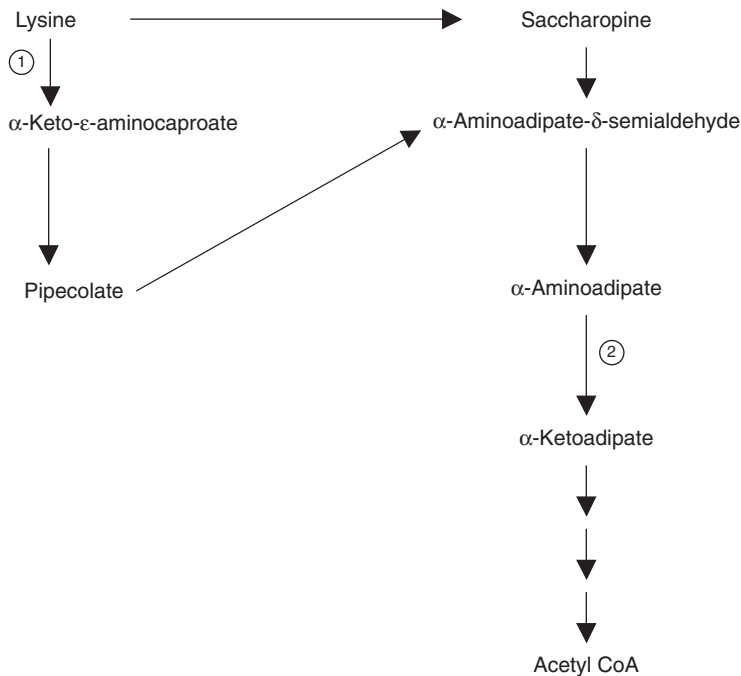 Lysine
Saccharopine
1
α-Keto-ε-aminocaproate
α-Aminoadipate-δ-semialdehyde
Pipecolate
α-Aminoadipate
2
α-Ketoadipate
Acetyl CoA